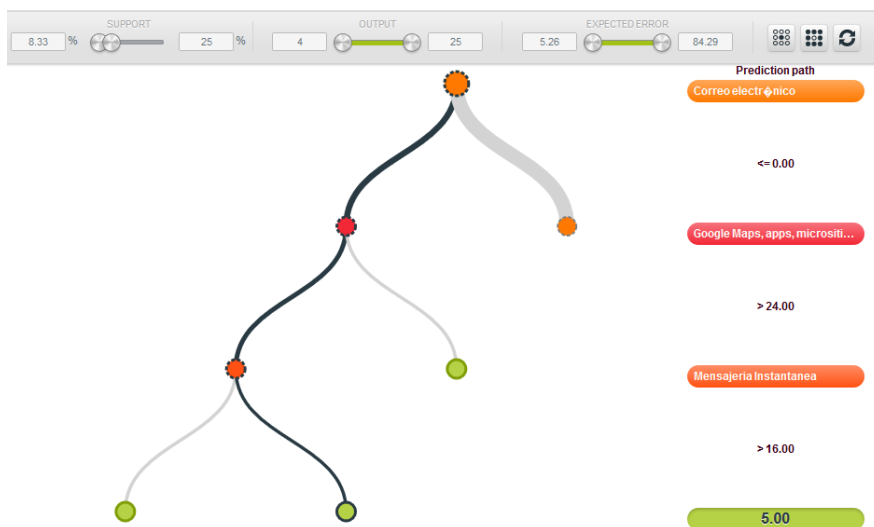 SUPPORT OUTPUT EXPECTED ERROR
8.33 % 25 % 4 25 5.26 84.29
Prediction path
Correo electr�nico
<= 0.00
Google Maps, apps, micrositi...
> 24.00
Mensajeria Instantanea
> 16.00
5.00